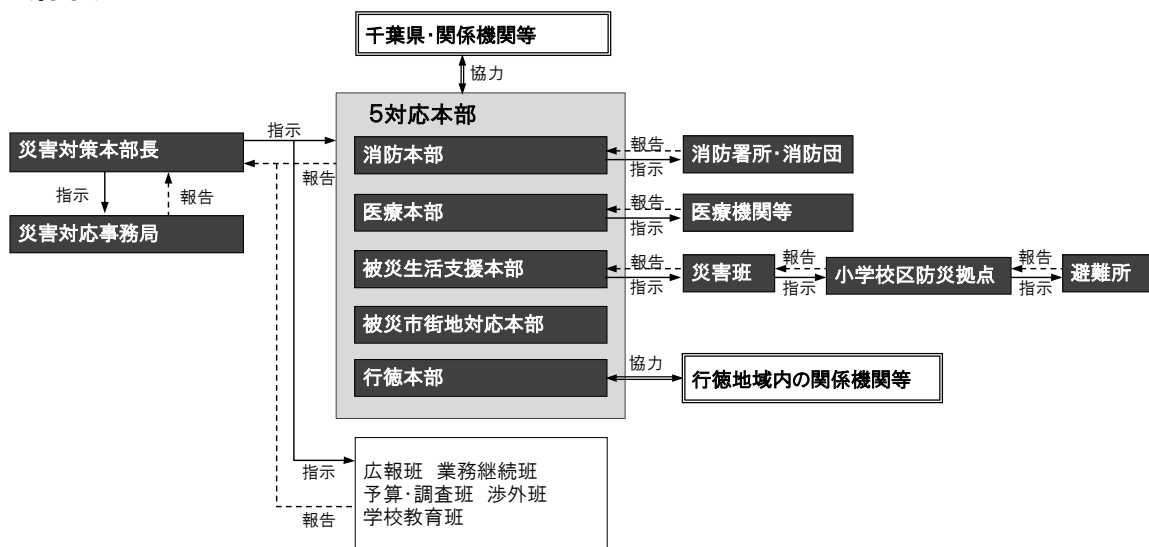 千葉県・関係機関等
協力
5対応本部
災害対策本部長
指示
報告
指示
報告
災害対応事務局
消防本部
報告
指示
消防署所・消防団
医療本部
報告
指示
医療機関等
被災生活支援本部
報告
指示
災害班
報告
指示
小学校区防災拠点
報告
指示
避難所
被災市街地対応本部
行徳本部
協力
行徳地域内の関係機関等
指示
報告
広報班 業務継続班
予算・調査班 渉外班
学校教育班